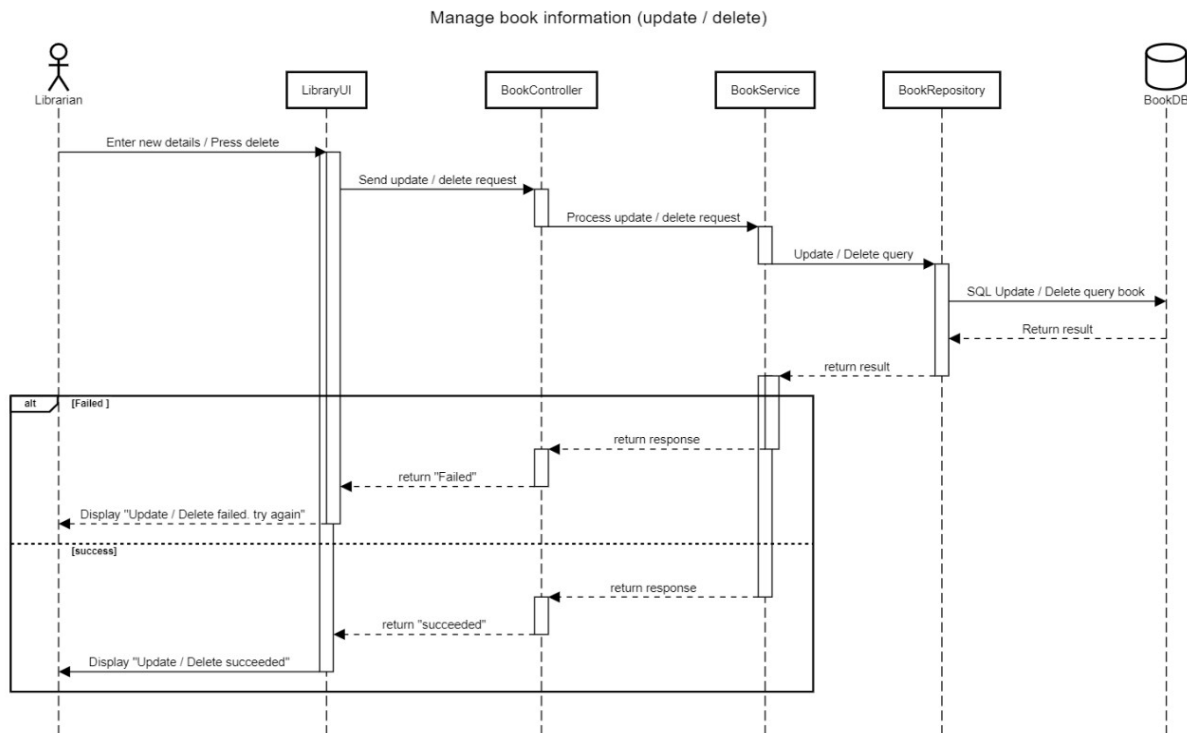 Manage book information (update / delete)
Librarian
LibraryUI
BookController
BookService
BookRepository
BookDB
Enter new details / Press delete
Send update / delete request
Process update / delete request
Update / Delete query
SQL Update / Delete query book
Return result
return result
alt
[Failed ]
return response
return "Failed"
Display "Update / Delete failed. try again"
[success]
return response
return "succeeded"
Display "Update / Delete succeeded"